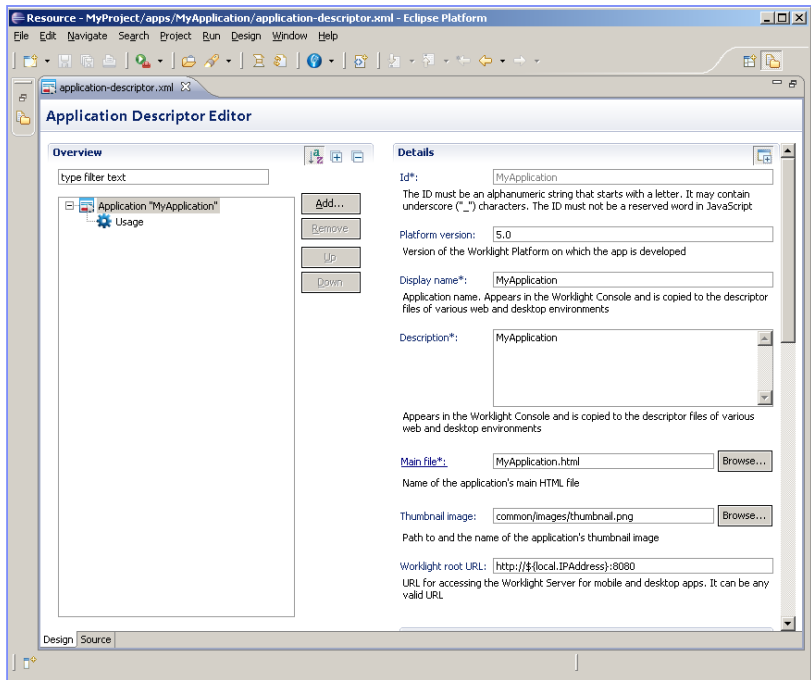 Resource - MyProject/apps/MyApplication/application-descriptor.xml - Eclipse Platform
File Edit Navigate Search Project Run Design Window Help
application-descriptor.xml
Application Descriptor Editor
Overview
type filter text
Application "MyApplication"
Usage
Add...
Remove
Up
Down
Details
Id*: MyApplication
The ID must be an alphanumeric string that starts with a letter. It may contain
underscore ("_") characters. The ID must not be a reserved word in JavaScript
Platform version: 5.0
Version of the Worklight Platform on which the app is developed
Display name*: MyApplication
Application name. Appears in the Worklight Console and is copied to the descriptor
files of various web and desktop environments
Description*: MyApplication
Appears in the Worklight Console and is copied to the descriptor files of various
web and desktop environments
Main file*: MyApplication.html Browse...
Name of the application's main HTML file
Thumbnail image: common/images/thumbnail.png Browse...
Path to and the name of the application's thumbnail image
Worklight root URL: http://${local.IPAddress}:8080
URL for accessing the Worklight Server for mobile and desktop apps. It can be any
valid URL
Design Source